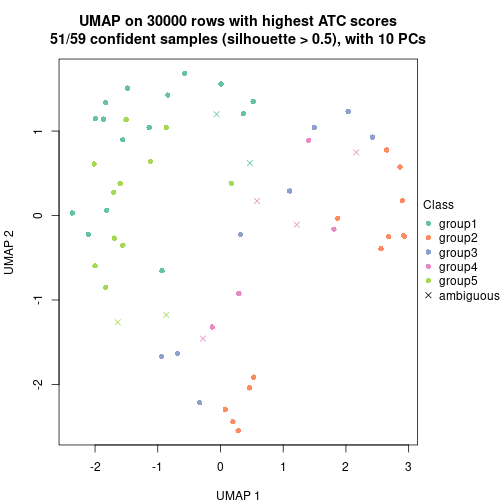 UMAP on 30000 rows with highest ATC scores
51/59 confident samples (silhouette > 0.5), with 10 PCs
UMAP 2
1
0
-1
-2
-2
-1
0
1
2
3
UMAP 1
Class
group1
group2
group3
group4
group5
ambiguous